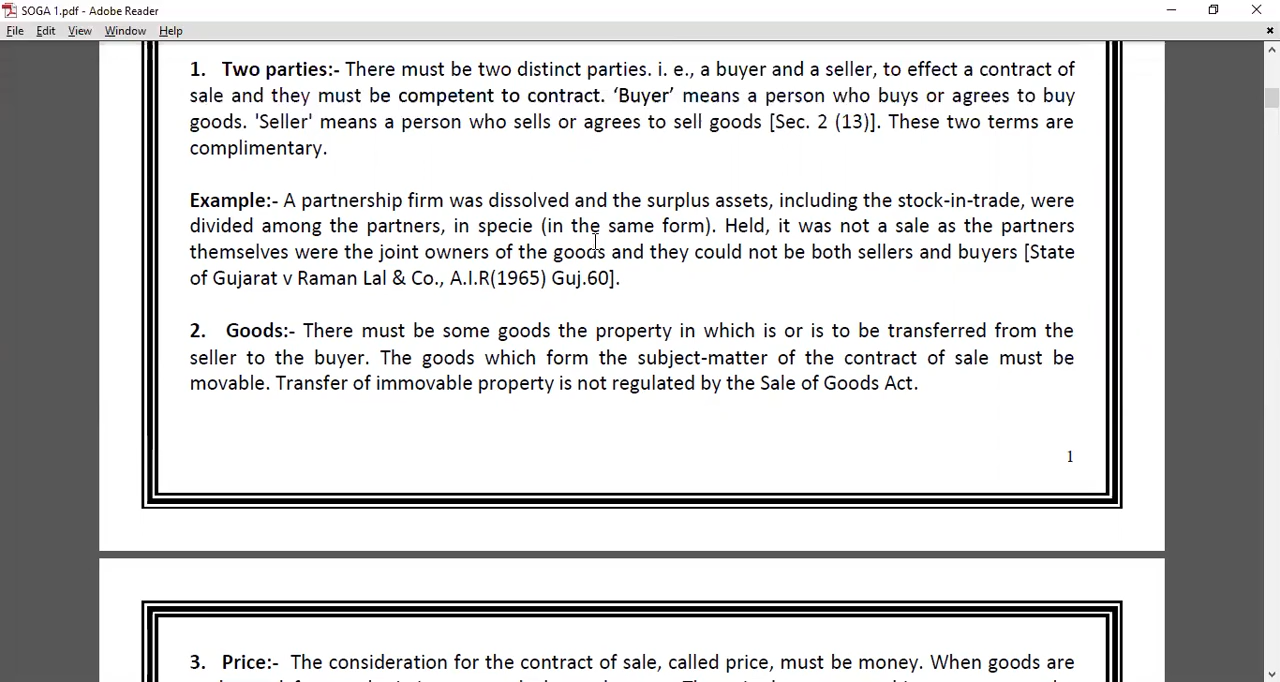 SOGA 1.pdf - Adobe Reader
File Edit View Window Help
1. Two parties:- There must be two distinct parties. i. e., a buyer and a seller, to effect a contract of
sale and they must be competent to contract. ‘Buyer’ means a person who buys or agrees to buy
goods. 'Seller' means a person who sells or agrees to sell goods [Sec. 2 (13)]. These two terms are
complimentary.
Example:- A partnership firm was dissolved and the surplus assets, including the stock-in-trade, were
divided among the partners, in specie (in the same form). Held, it was not a sale as the partners
themselves were the joint owners of the goods and they could not be both sellers and buyers [State
of Gujarat v Raman Lal & Co., A.I.R(1965) Guj.60].
2. Goods:- There must be some goods the property in which is or is to be transferred from the
seller to the buyer. The goods which form the subject-matter of the contract of sale must be
movable. Transfer of immovable property is not regulated by the Sale of Goods Act.
1
3. Price:- The consideration for the contract of sale, called price, must be money. When goods are